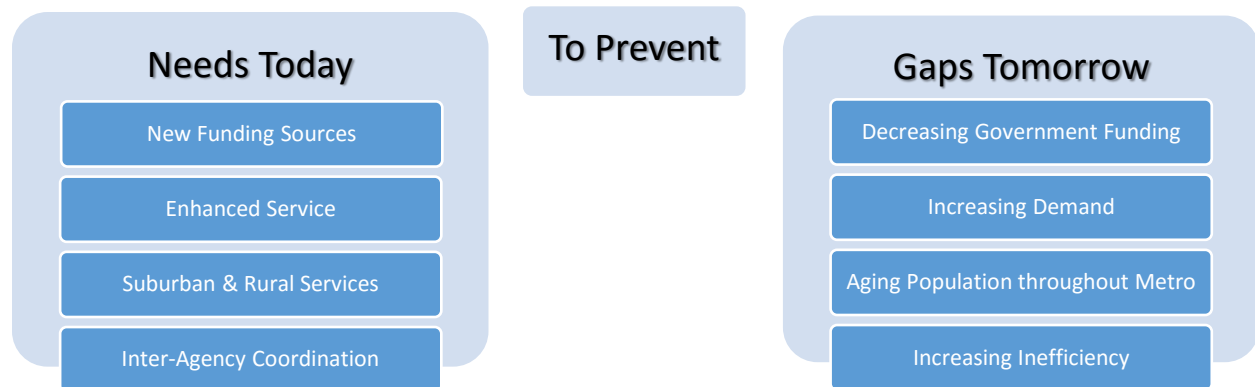 Needs Today
New Funding Sources
Enhanced Service
Suburban & Rural Services
Inter-Agency Coordination
To Prevent
Gaps Tomorrow
Decreasing Government Funding
Increasing Demand
Aging Population throughout Metro
Increasing Inefficiency